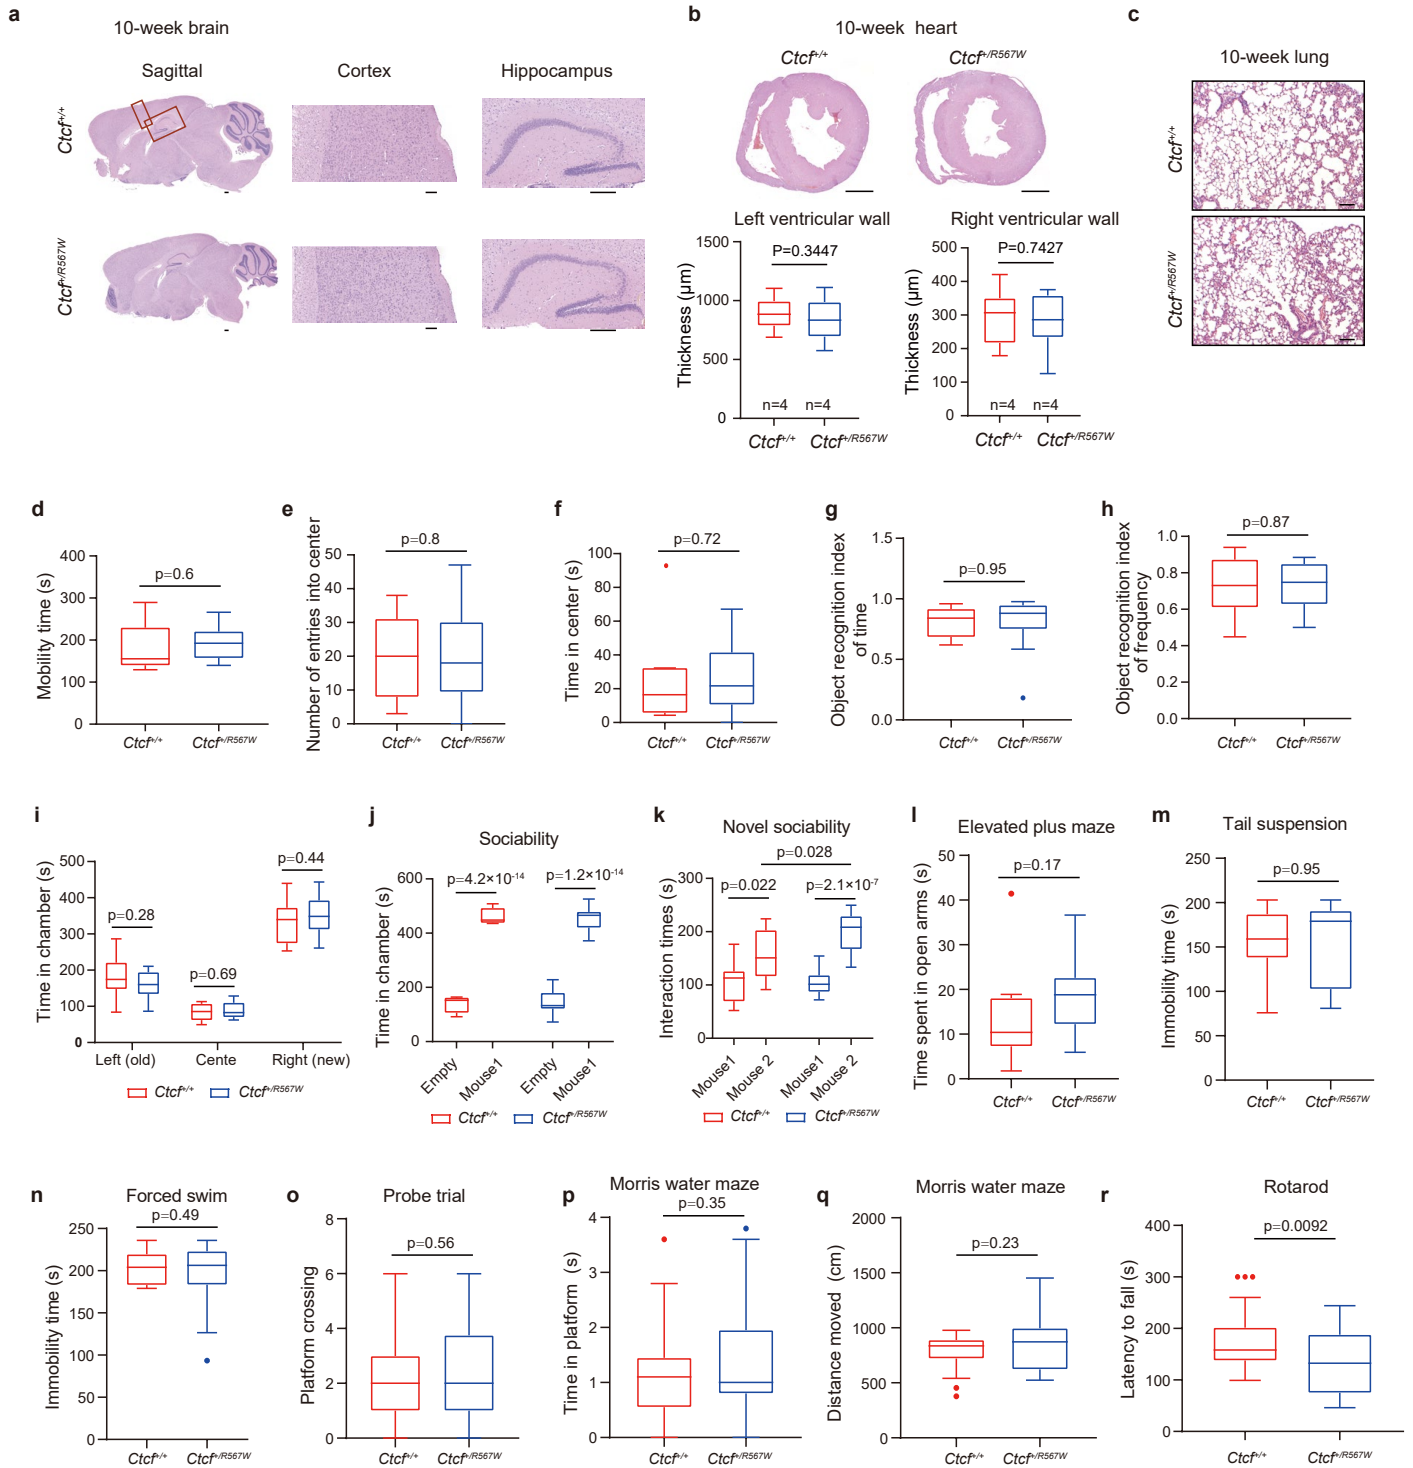 a
10-week brain
Sagittal
Cortex
Hippocampus
Ctcf+/+
Ctcf+/R567W
b
10-week heart
Ctcf+/+
Ctcf+/R567W
Left ventricular wall
Thickness (μm)
1500
1000
500
0
P=0.3447
n=4
n=4
Ctcf+/+
Ctcf+/R567W
Right ventricular wall
Thickness (μm)
500
400
300
200
100
0
P=0.7427
n=4
n=4
Ctcf+/+
Ctcf+/R567W
c
10-week lung
Ctcf+/+
Ctcf+/R567W
d
Mobility time (s)
400
300
200
100
0
p=0.6
Ctcf+/+
Ctcf+/R567W
e
Number of entries into center
50
40
30
20
10
0
p=0.8
Ctcf+/+
Ctcf+/R567W
f
Time in center (s)
100
80
60
40
20
0
p=0.72
Ctcf+/+
Ctcf+/R567W
g
Object recognition index
of time
1.5
1.0
0.5
0.0
p=0.95
Ctcf+/+
Ctcf+/R567W
h
Object recognition index
of frequency
1.0
0.8
0.6
0.4
0.2
0.0
p=0.87
Ctcf+/+
Ctcf+/R567W
i
Time in chamber (s)
500
400
300
200
100
0
p=0.28
p=0.69
p=0.44
Left (old)
Cente
Right (new)
Ctcf+/+
Ctcf+/R567W
j
Sociability
Time in chamber (s)
600
400
200
0
p=4.2×10-14
p=1.2×10-14
Empty
Mouse1
Empty
Mouse1
Ctcf+/+
Ctcf+/R567W
k
Novel sociability
Interaction times (s)
300
200
100
0
p=0.028
p=0.022
p=2.1×10-7
Mouse1
Mouse 2
Mouse1
Mouse 2
Ctcf+/+
Ctcf+/R567W
l
Elevated plus maze
Time spent in open arms (s)
50
40
30
20
10
0
p=0.17
Ctcf+/+
Ctcf+/R567W
m
Tail suspension
Immobility time (s)
250
200
150
100
50
0
p=0.95
Ctcf+/+
Ctcf+/R567W
n
Forced swim
Immobility time (s)
250
200
150
100
50
0
p=0.49
Ctcf+/+
Ctcf+/R567W
o
Probe trial
Platform crossing
8
6
4
2
0
p=0.56
Ctcf+/+
Ctcf+/R567W
p
Morris water maze
Time in platform (s)
4
3
2
1
0
p=0.35
Ctcf+/+
Ctcf+/R567W
q
Morris water maze
Distance moved (cm)
2000
1500
1000
500
0
p=0.23
Ctcf+/+
Ctcf+/R567W
r
Rotarod
Latency to fall (s)
400
300
200
100
0
p=0.0092
Ctcf+/+
Ctcf+/R567W